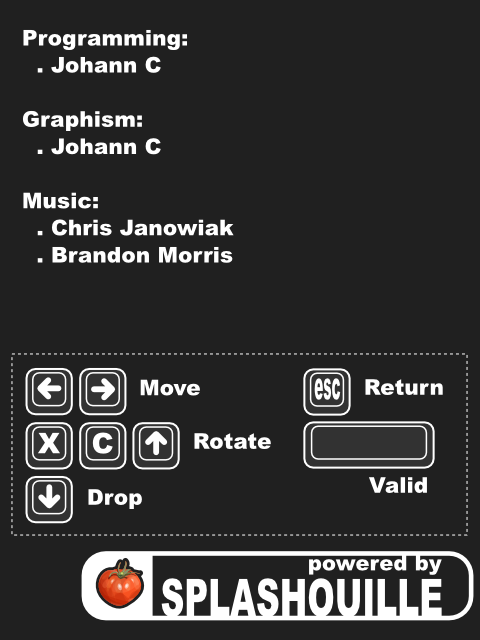 Programming:
. Johann C
Graphism:
. Johann C
Music:
. Chris Janowiak
. Brandon Morris
← → Move
esc Return
X C ↑ Rotate
Valid
↓ Drop
powered by
SPLASHOUILLE